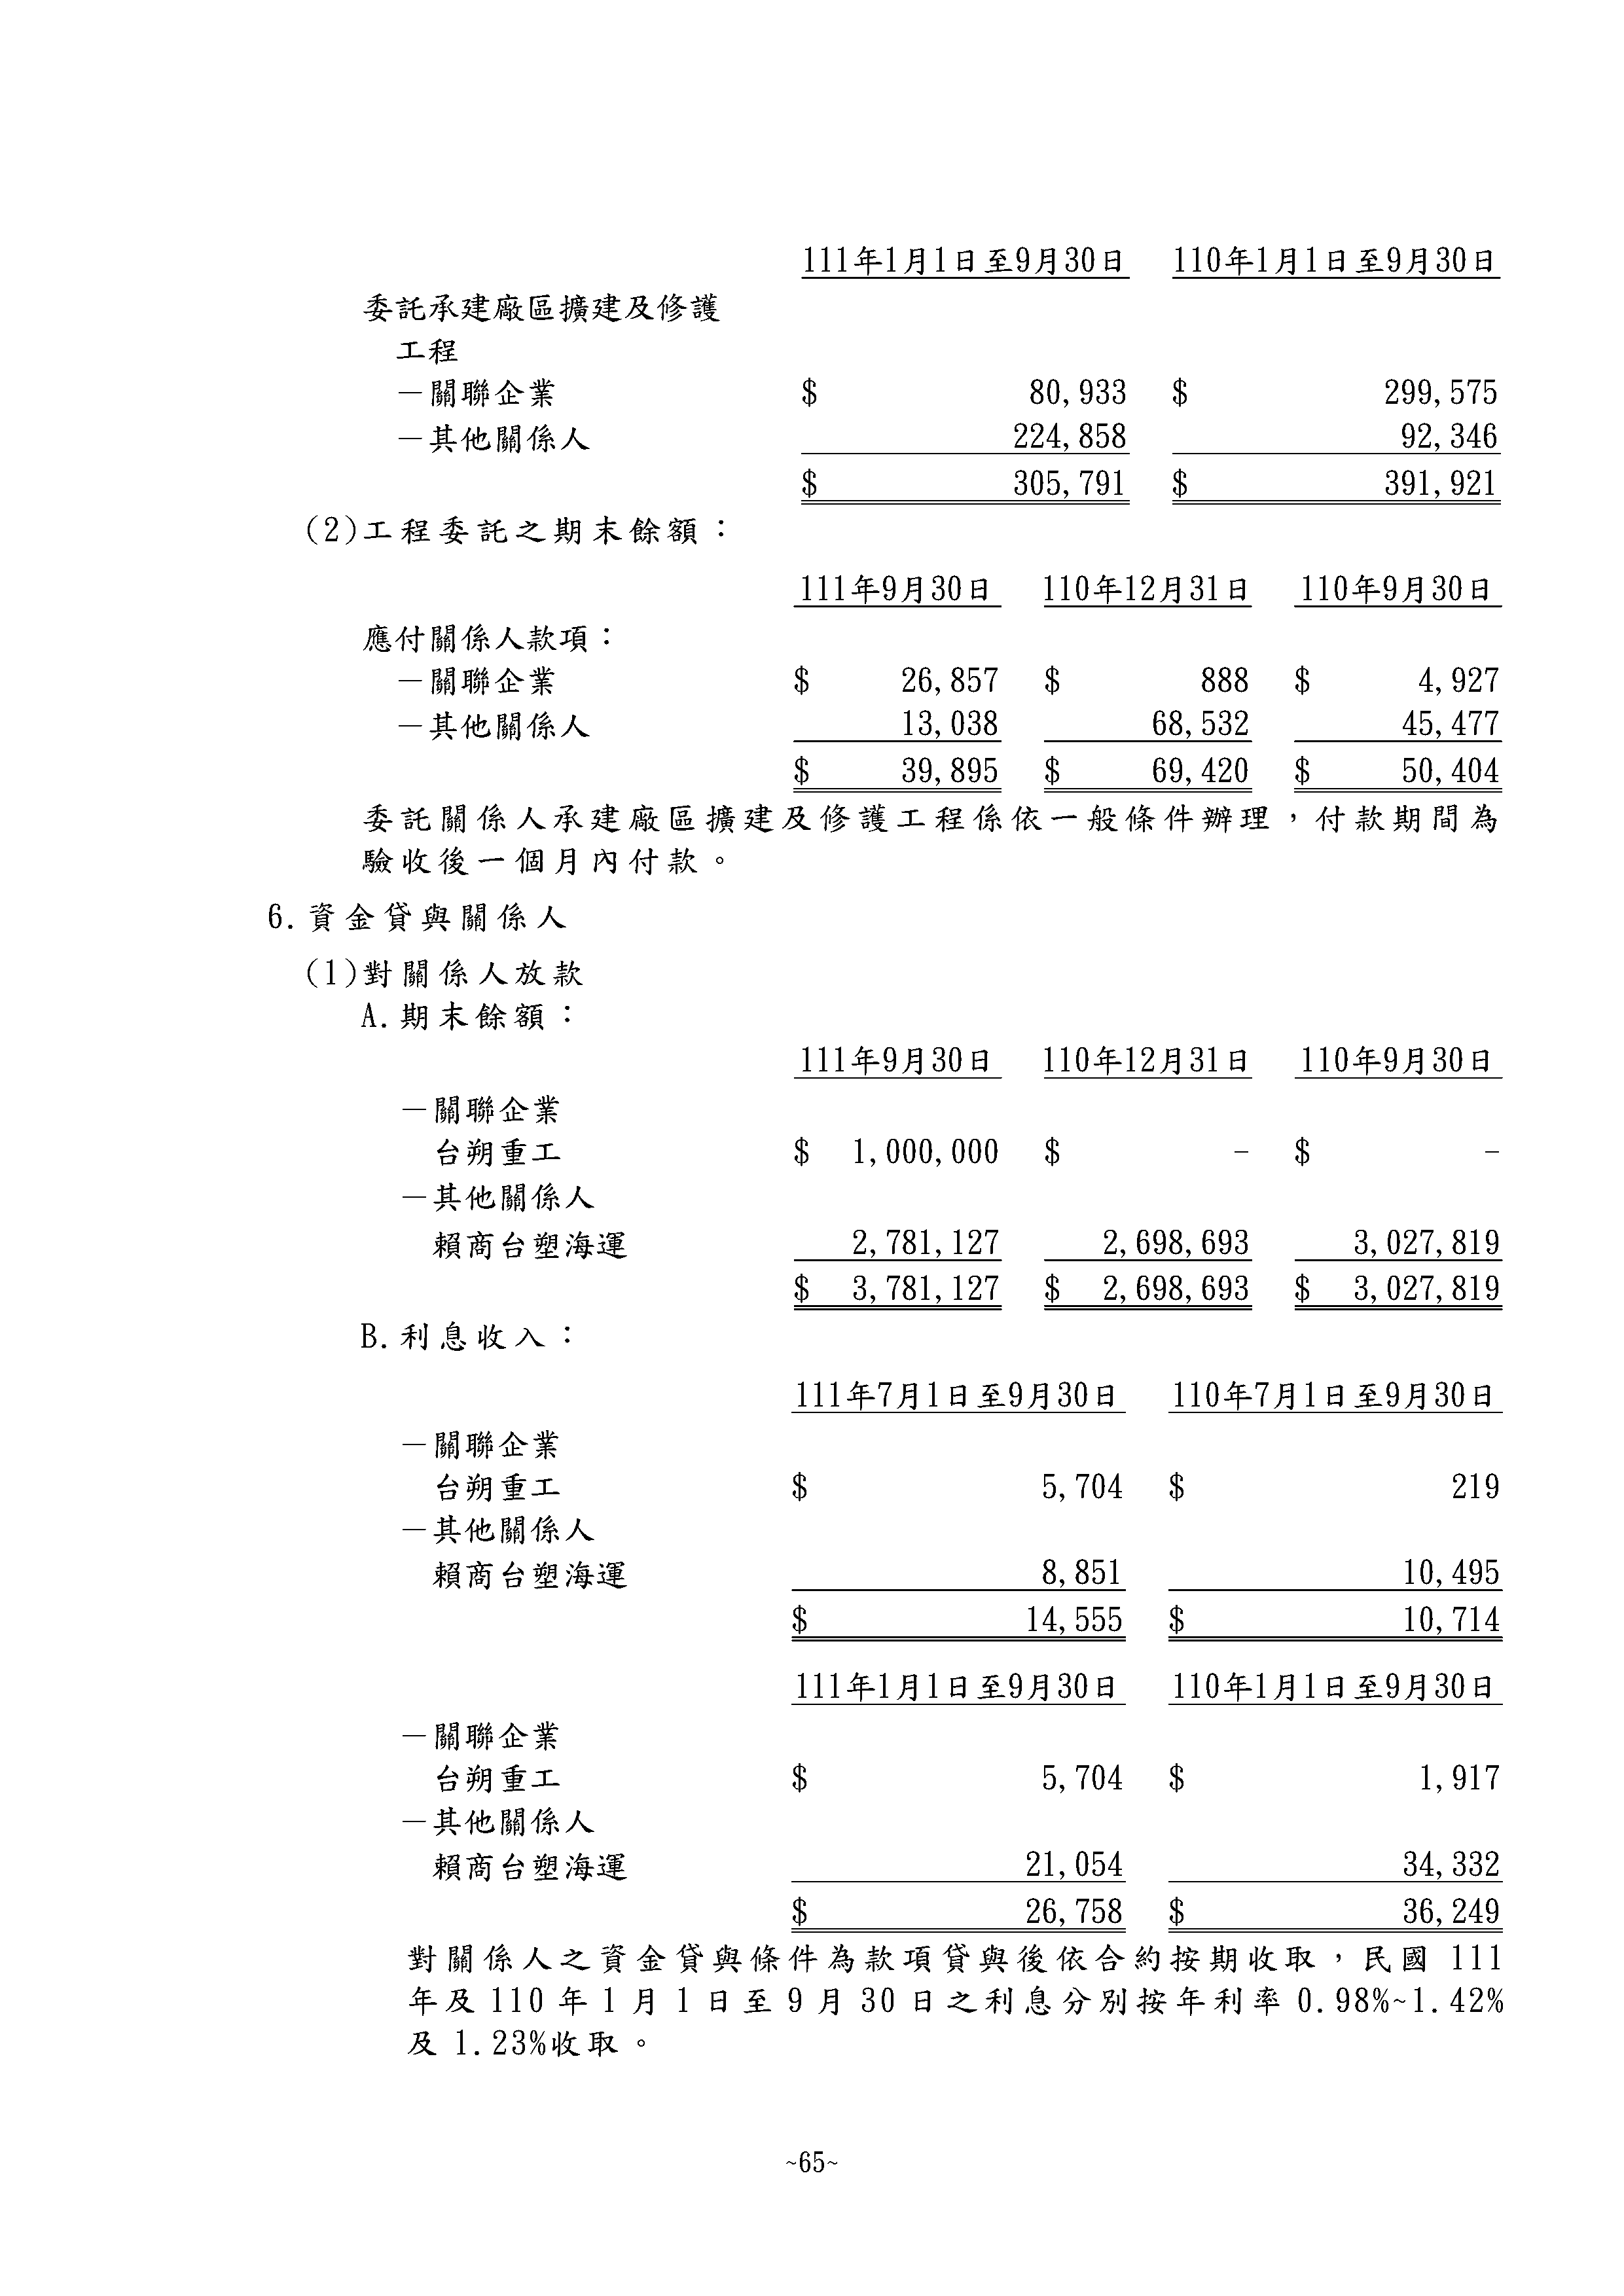 111年1月1日至9月30日 110年1月1日至9月30日
委託承建廠區擴建及修護
工程
－關聯企業 $ 80,933 $ 299,575
－其他關係人 224,858 92,346
$ 305,791 $ 391,921
(2)工程委託之期末餘額：
111年9月30日 110年12月31日 110年9月30日
應付關係人款項：
－關聯企業 $ 26,857 $ 888 $ 4,927
－其他關係人 13,038 68,532 45,477
$ 39,895 $ 69,420 $ 50,404
委託關係人承建廠區擴建及修護工程係依一般條件辦理，付款期間為
驗收後一個月內付款。
6.資金貸與關係人
(1)對關係人放款
A.期末餘額：
111年9月30日 110年12月31日 110年9月30日
－關聯企業
台朔重工 $ 1,000,000 $ - $ -
－其他關係人
賴商台塑海運 2,781,127 2,698,693 3,027,819
$ 3,781,127 $ 2,698,693 $ 3,027,819
B.利息收入：
111年7月1日至9月30日 110年7月1日至9月30日
－關聯企業
台朔重工 $ 5,704 $ 219
－其他關係人
賴商台塑海運 8,851 10,495
$ 14,555 $ 10,714
111年1月1日至9月30日 110年1月1日至9月30日
－關聯企業
台朔重工 $ 5,704 $ 1,917
－其他關係人
賴商台塑海運 21,054 34,332
$ 26,758 $ 36,249
對關係人之資金貸與條件為款項貸與後依合約按期收取，民國 111
年及 110 年 1 月 1 日至 9 月 30 日之利息分別按年利率 0.98%~1.42%
及 1.23%收取。
~65~